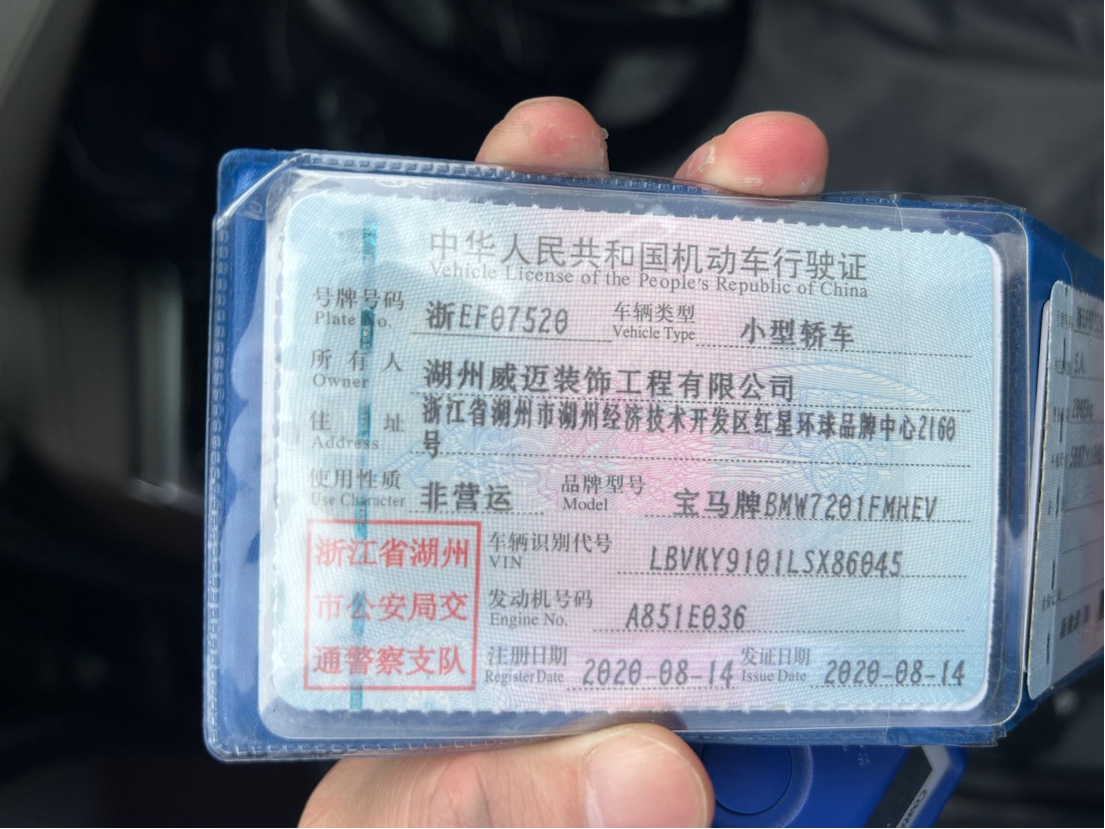 中华人民共和国机动车行驶证
Vehicle License of the People's Republic of China
号牌号码 浙EF07520 车辆类型 小型轿车
Plate No. Vehicle Type
所有人 湖州威迈装饰工程有限公司
Owner
住址 浙江省湖州市湖州经济技术开发区红星环球品牌中心2160
Address 号
使用性质 非营运 品牌型号 宝马牌BMW7201FMHEV
Use Character Model
浙江省湖州
市公安局交
通警察支队
车辆识别代号 LBVKY9101LSX86045
VIN
发动机号码 A851E036
Engine No.
注册日期 2020-08-14 发证日期 2020-08-14
Register Date Issue Date